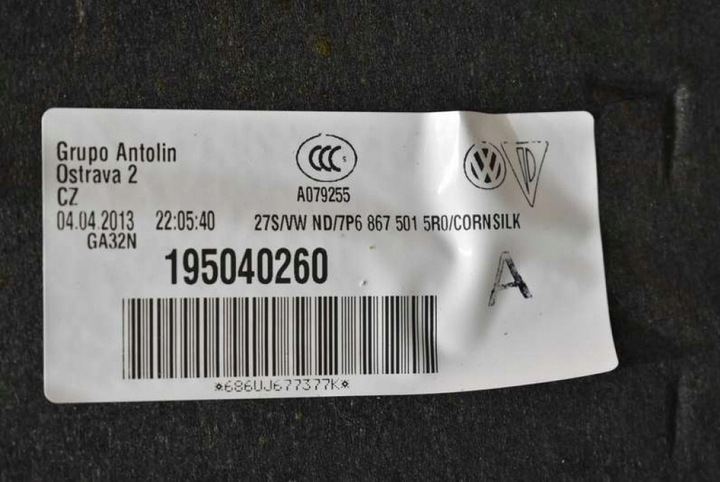 Grupo Antolin
Ostrava 2
CZ
CCC S
A079255
04.04.2013 22:05:40 27S/VW ND/7P6 867 501 5R0/CORNSILK
GA32N
195040260
A
*686UJ677377K*